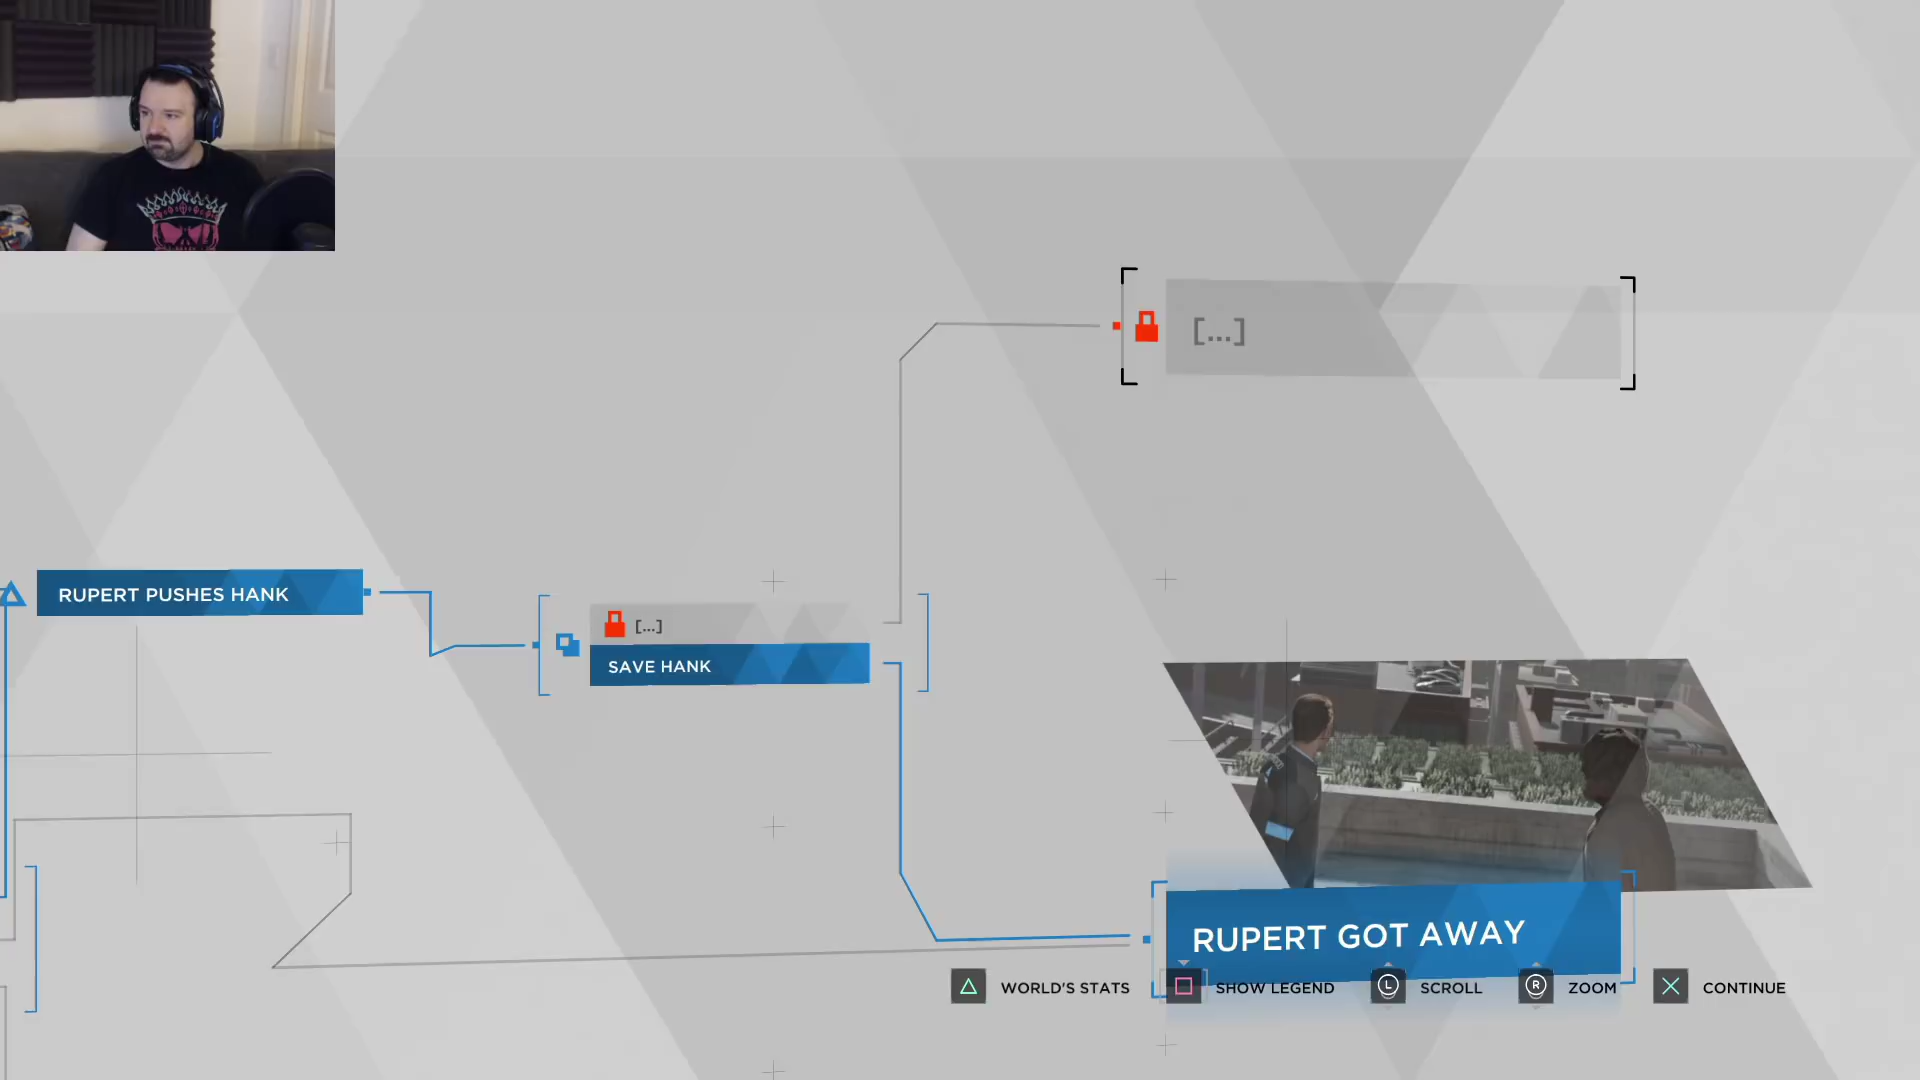 [...]
RUPERT PUSHES HANK
[...]
SAVE HANK
RUPERT GOT AWAY
WORLD'S STATS
SHOW LEGEND
L
SCROLL
R
ZOOM
CONTINUE